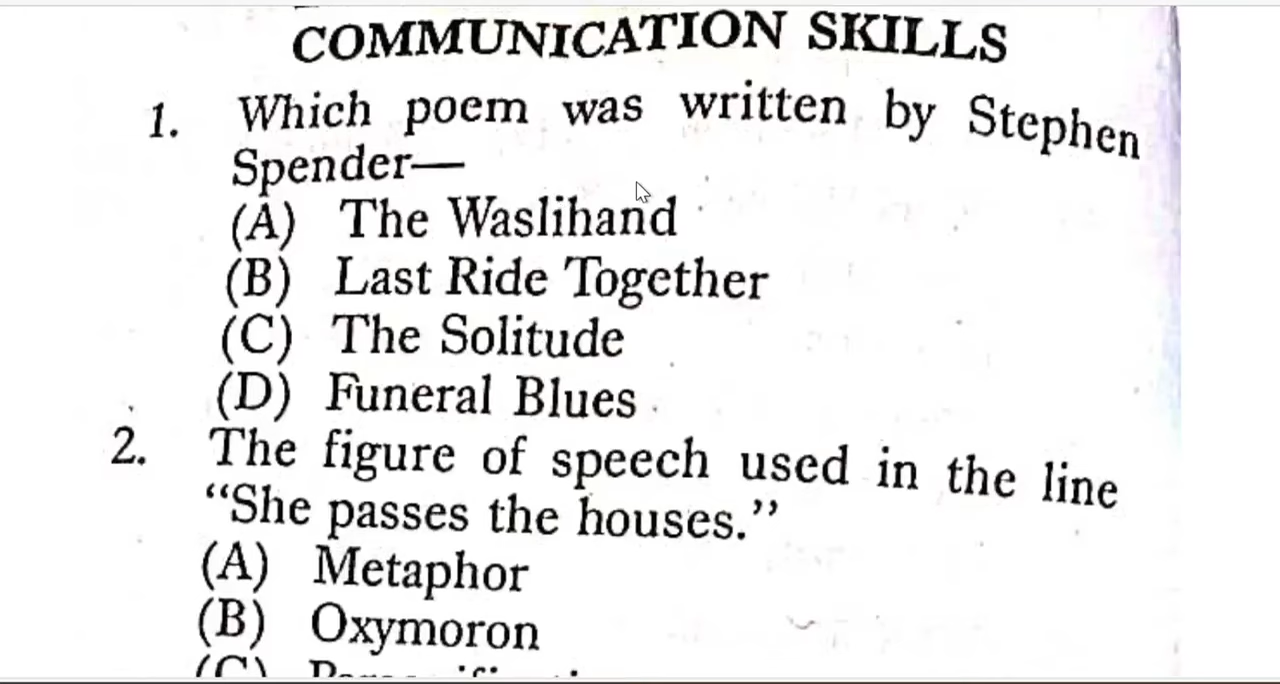 COMMUNICATION SKILLS
1. Which poem was written by Stephen
Spender—
(A) The Waslihand
(B) Last Ride Together
(C) The Solitude
(D) Funeral Blues
2. The figure of speech used in the line
“She passes the houses.”
(A) Metaphor
(B) Oxymoron
(C)